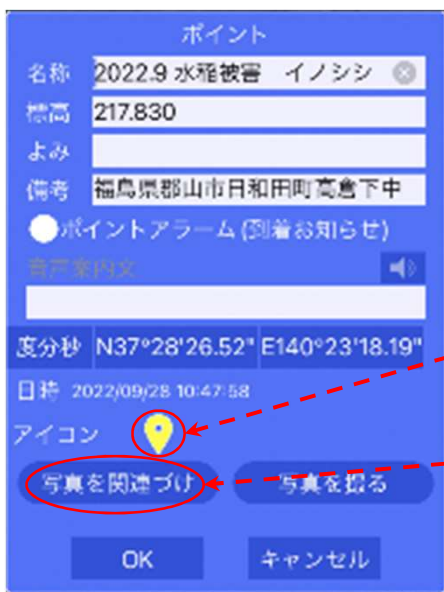 ポイント
名称 2022.9 水稲被害 イノシシ
標高 217.830
よみ
備考 福島県郡山市日和田町高倉下中
ポイントアラーム(到着お知らせ)
音声案内文
度分秒 N37°28'26.52" E140°23'18.19"
日時 2022/09/28 10:47:58
アイコン
写真を関連づけ 写真を撮る
OK キャンセル